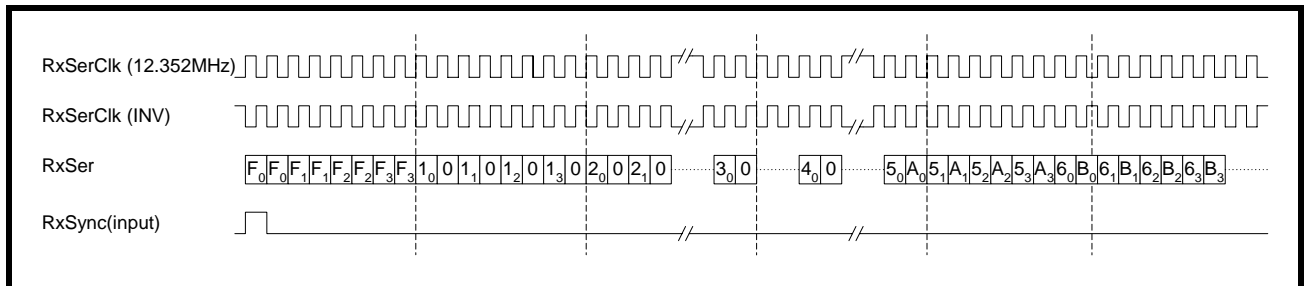 RxSerClk (12.352MHz)
RxSerClk (INV)
RxSer F₀ F₀ F₁ F₁ F₂ F₂ F₃ F₃ 1₀ 0 1₁ 0 1₂ 0 1₃ 0 2₀ 0 2₁ 0 3₀ 0 4₀ 0 5₀ A₀ 5₁ A₁ 5₂ A₂ 5₃ A₃ 6₀ B₀ 6₁ B₁ 6₂ B₂ 6₃ B₃
RxSync(input)